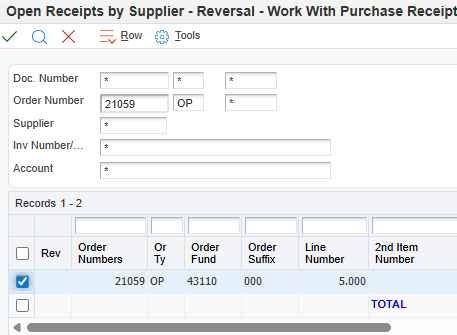 Open Receipts by Supplier - Reversal - Work With Purchase Receipt
Row Tools
Doc. Number * * *
Order Number 21059 OP *
Supplier *
Inv Number/... *
Account *
Records 1 - 2
Rev Order Numbers Or Ty Order Fund Order Suffix Line Number 2nd Item Number
21059 OP 43110 000 5.000
TOTAL